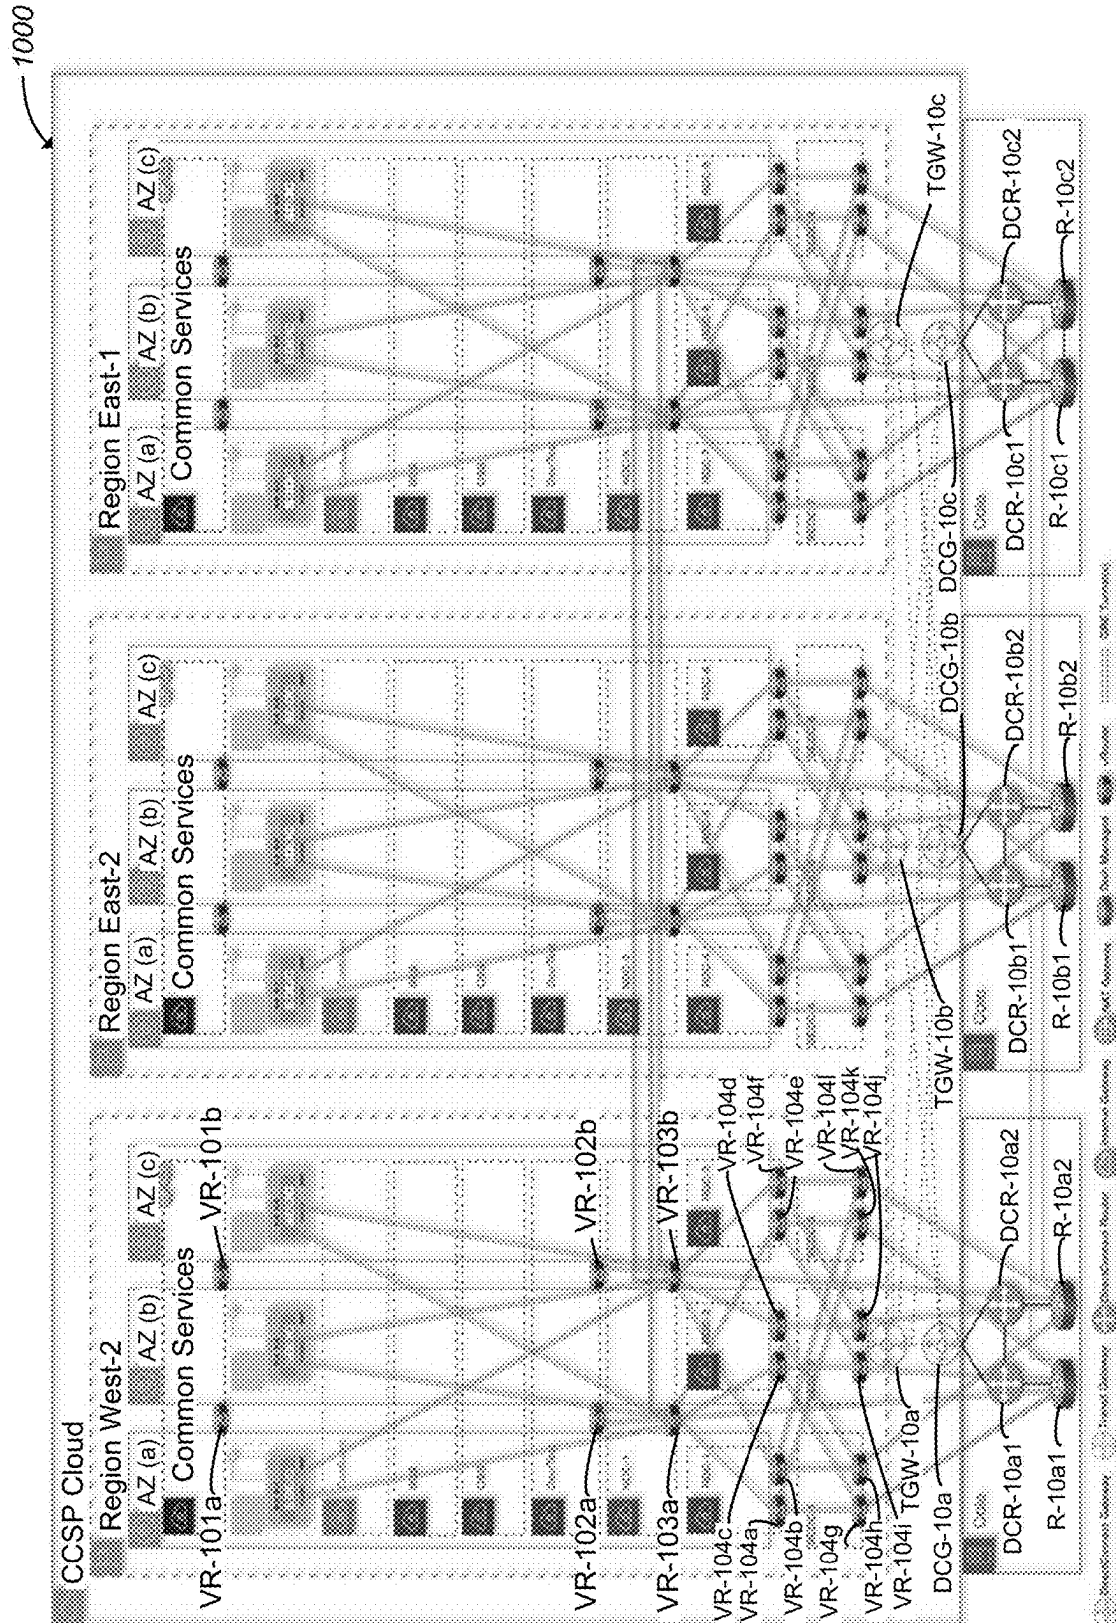 1000
CCSP Cloud
Region West-2
AZ (a)
AZ (b)
AZ (c)
Common Services
VR-101a
VR-101b
VR-102a
VR-102b
VR-103a
VR-103b
VR-104c
VR-104a
VR-104b
VR-104g
VR-104h
VR-104i
VR-104d
VR-104f
VR-104e
VR-104l
VR-104k
VR-104j
TGW-10a
DCG-10a
DCR-10a1
DCR-10a2
R-10a1
R-10a2
Region East-2
AZ (a)
AZ (b)
AZ (c)
Common Services
TGW-10b
DCG-10b
DCR-10b1
DCR-10b2
R-10b1
R-10b2
Region East-1
AZ (a)
AZ (b)
AZ (c)
Common Services
TGW-10c
DCG-10c
DCR-10c1
DCR-10c2
R-10c1
R-10c2